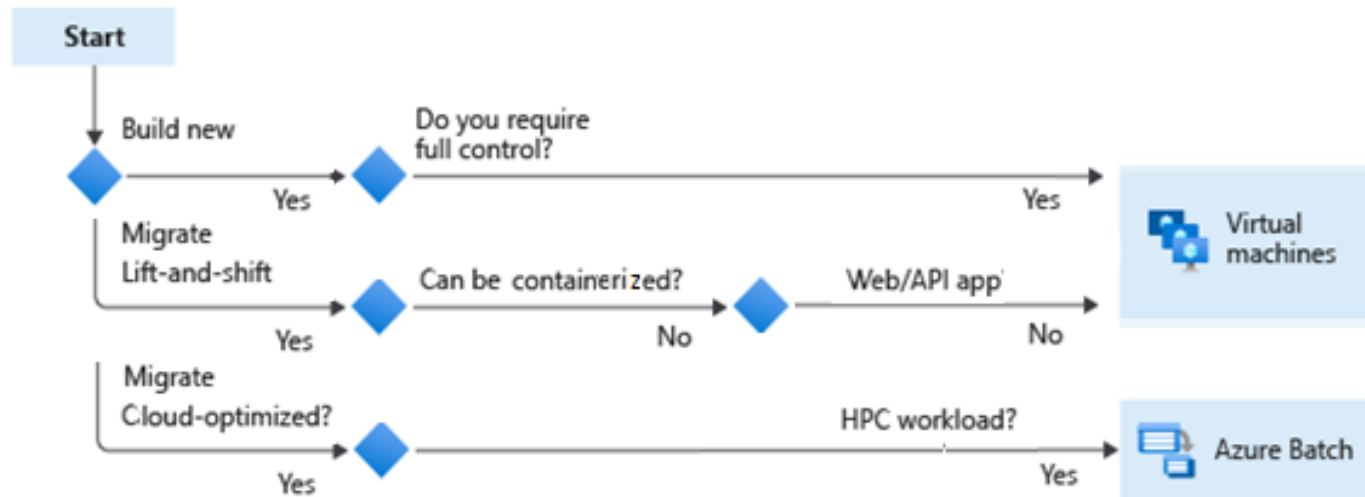 Start
Build new
Do you require
full control?
Yes
Yes
Migrate
Lift-and-shift
Can be containerized?
Web/API app
Virtual
machines
Yes
No
No
Migrate
Cloud-optimized?
HPC workload?
Azure Batch
Yes
Yes